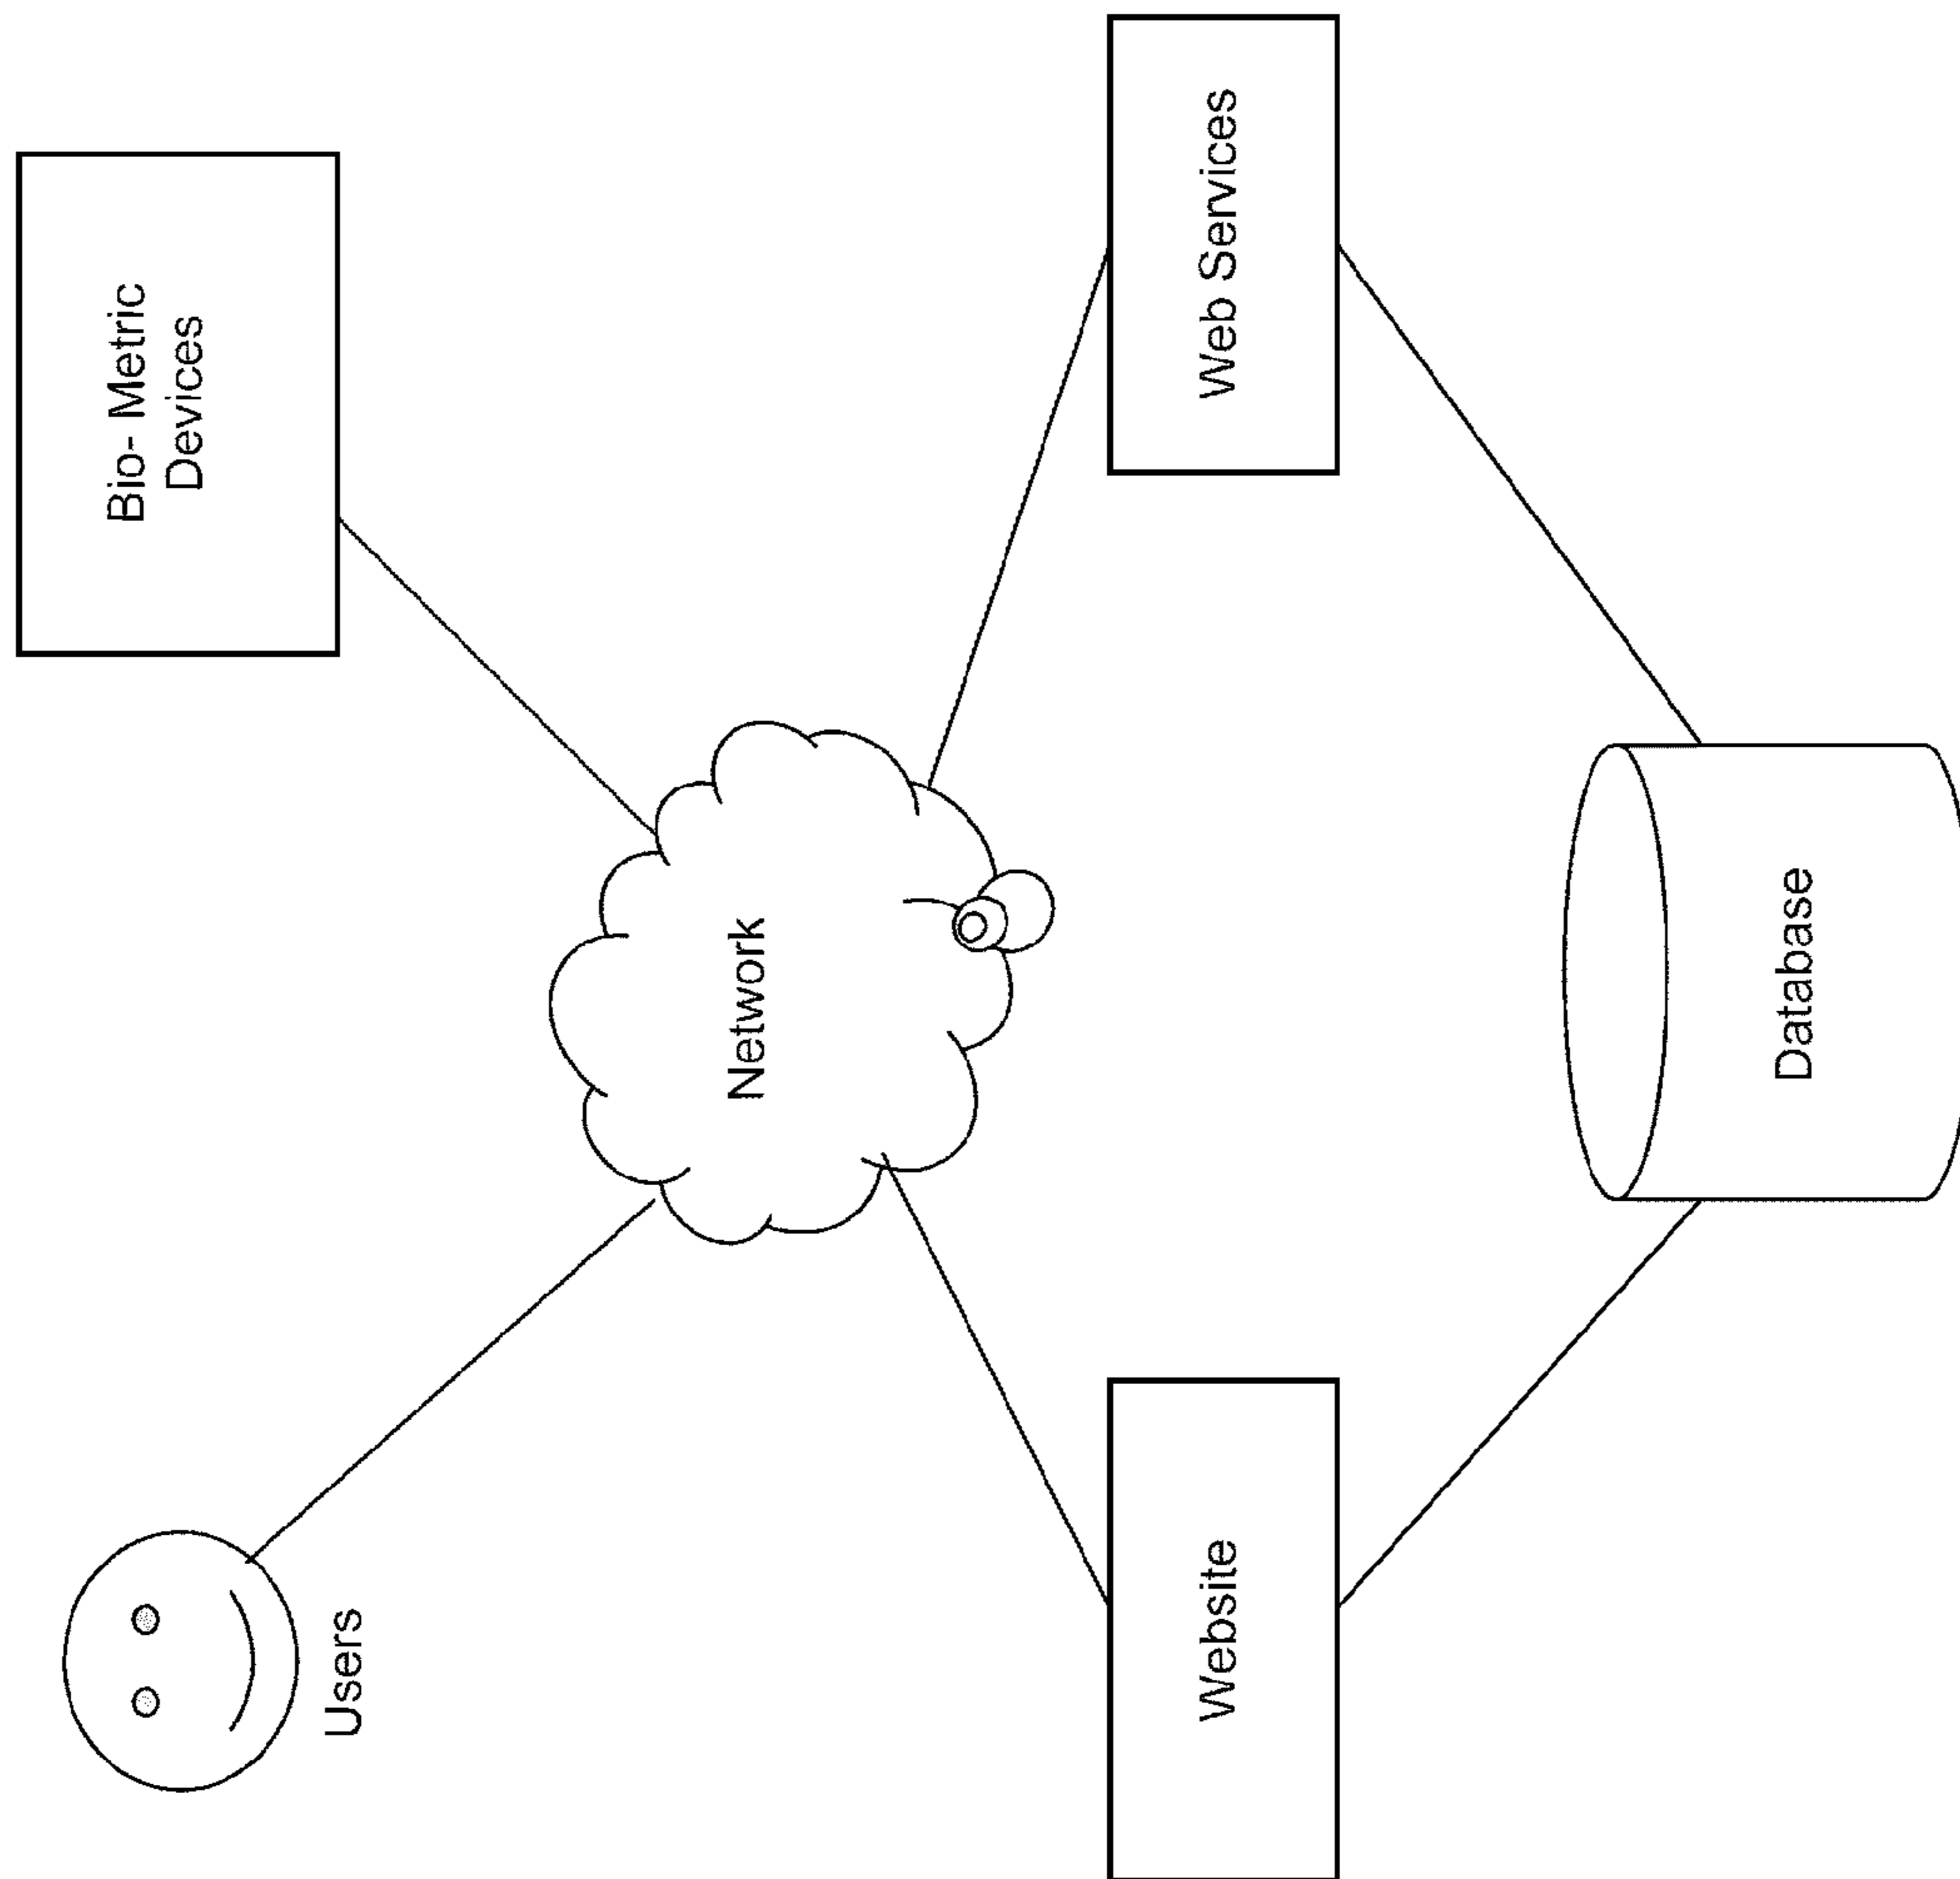 Users
Bio- Metric
Devices
Network
Website
Web Services
Database